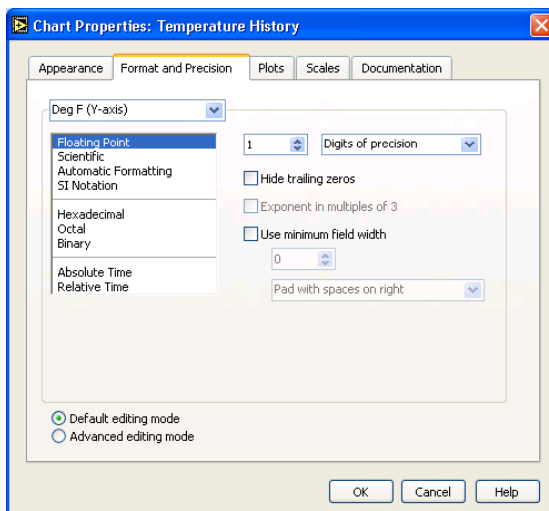 Chart Properties: Temperature History
Appearance Format and Precision Plots Scales Documentation
Deg F (Y-axis)
Floating Point
Scientific
Automatic Formatting
SI Notation
Hexadecimal
Octal
Binary
Absolute Time
Relative Time
1 Digits of precision
Hide trailing zeros
Exponent in multiples of 3
Use minimum field width
0
Pad with spaces on right
Default editing mode
Advanced editing mode
OK Cancel Help